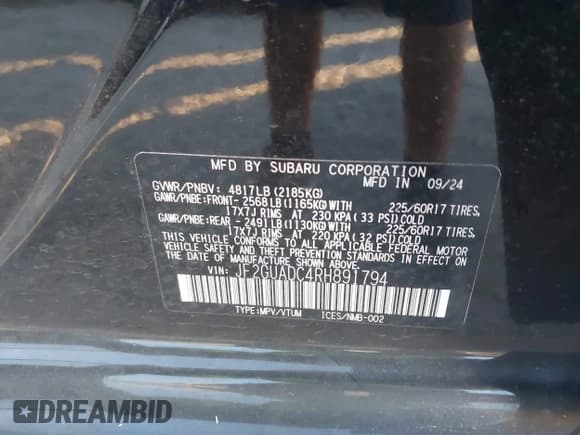 MFD BY SUBARU CORPORATION MFD IN 09/24
GVWR/PNBV: 4817LB(2185KG)
GAWR/PNBE:FRONT- 2568LB(1165KG)WITH 225/60R17 TIRES,
17X7J RIMS AT 230 KPA(33 PSI)COLD
GAWR/PNBE:REAR - 2491LB(1130KG)WITH 225/60R17 TIRES,
17X7J RIMS AT 220 KPA(32 PSI)COLD
THIS VEHICLE CONFORMS TO ALL APPLICABLE FEDERAL MOTOR
VEHICLE SAFETY AND THEFT PREVENTION STANDARDS IN EFFECT
ON THE DATE OF MANUFACTURE SHOWN ABOVE.
VIN: JF2GUADC4RH891794
TYPE:MPV/VTUM ICES/NMB-002
DREAMBID